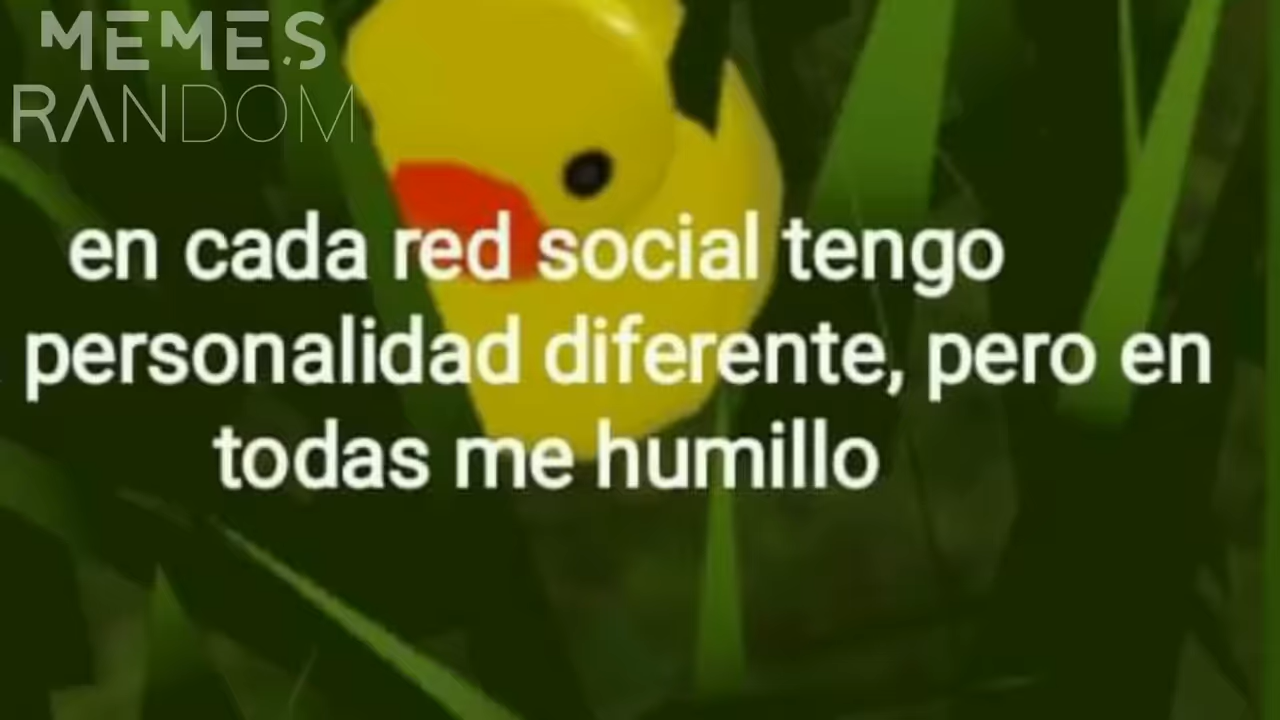 MEMES
RANDOM
en cada red social tengo
personalidad diferente, pero en
todas me humillo